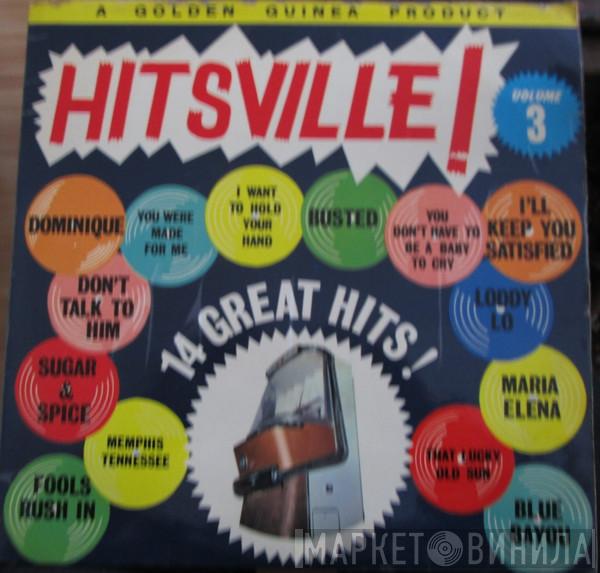 A GOLDEN GUINEA PRODUCT
HITSVILLE!
VOLUME
3
DOMINIQUE
YOU WERE
MADE
FOR ME
I WANT
TO HOLD
YOUR
HAND
BUSTED
YOU
DON'T HAVE TO
BE A BABY
TO CRY
I'LL
KEEP YOU
SATISFIED
DON'T
TALK TO
HIM
LODDY
LO
14 GREAT HITS!
SUGAR
&
SPICE
MARIA
ELENA
MEMPHIS
TENNESSEE
THAT LUCKY
OLD SUN
FOOLS
RUSH IN
BLUE
BAYOU
МАРКЕТ ВИНИЛА